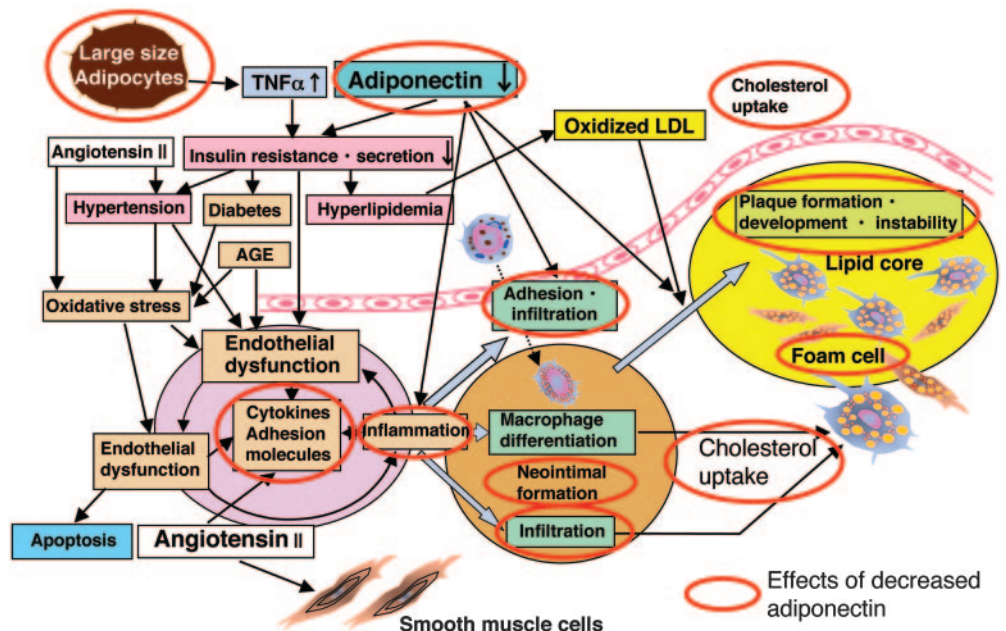 Large size
Adipocytes
TNFα ↑
Adiponectin ↓
Cholesterol
uptake
Oxidized LDL
Angiotensin Ⅱ
Insulin resistance・secretion ↓
Hypertension
Diabetes
Hyperlipidemia
Plaque formation・
development・instability
AGE
Lipid core
Oxidative stress
Adhesion・
infiltration
Endothelial
dysfunction
Foam cell
Cytokines
Adhesion
molecules
Inflammation
Macrophage
differentiation
Endothelial
dysfunction
Cholesterol
uptake
Neointimal
formation
Infiltration
Apoptosis
Angiotensin Ⅱ
Smooth muscle cells
Effects of decreased
adiponectin